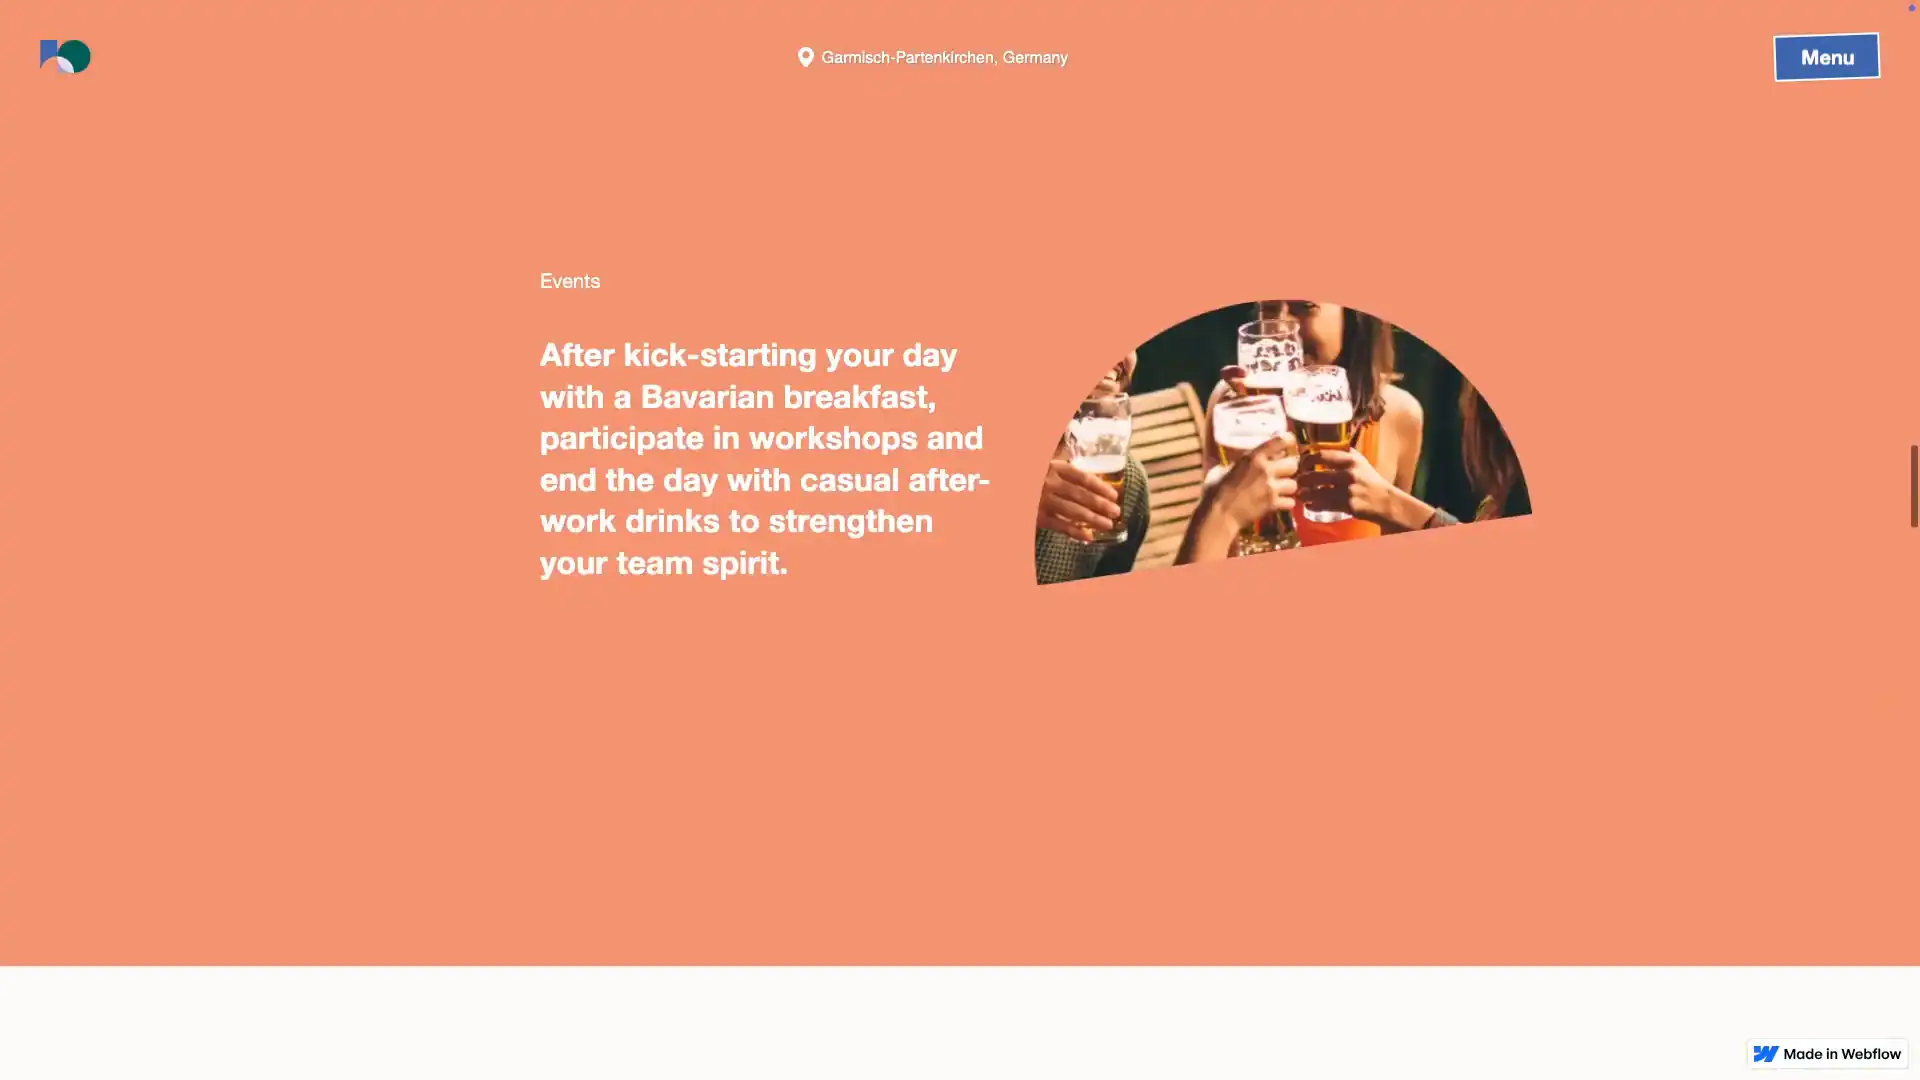 Garmisch-Partenkirchen, Germany
Menu
Events
After kick-starting your day
with a Bavarian breakfast,
participate in workshops and
end the day with casual after-
work drinks to strengthen
your team spirit.
Made in Webflow